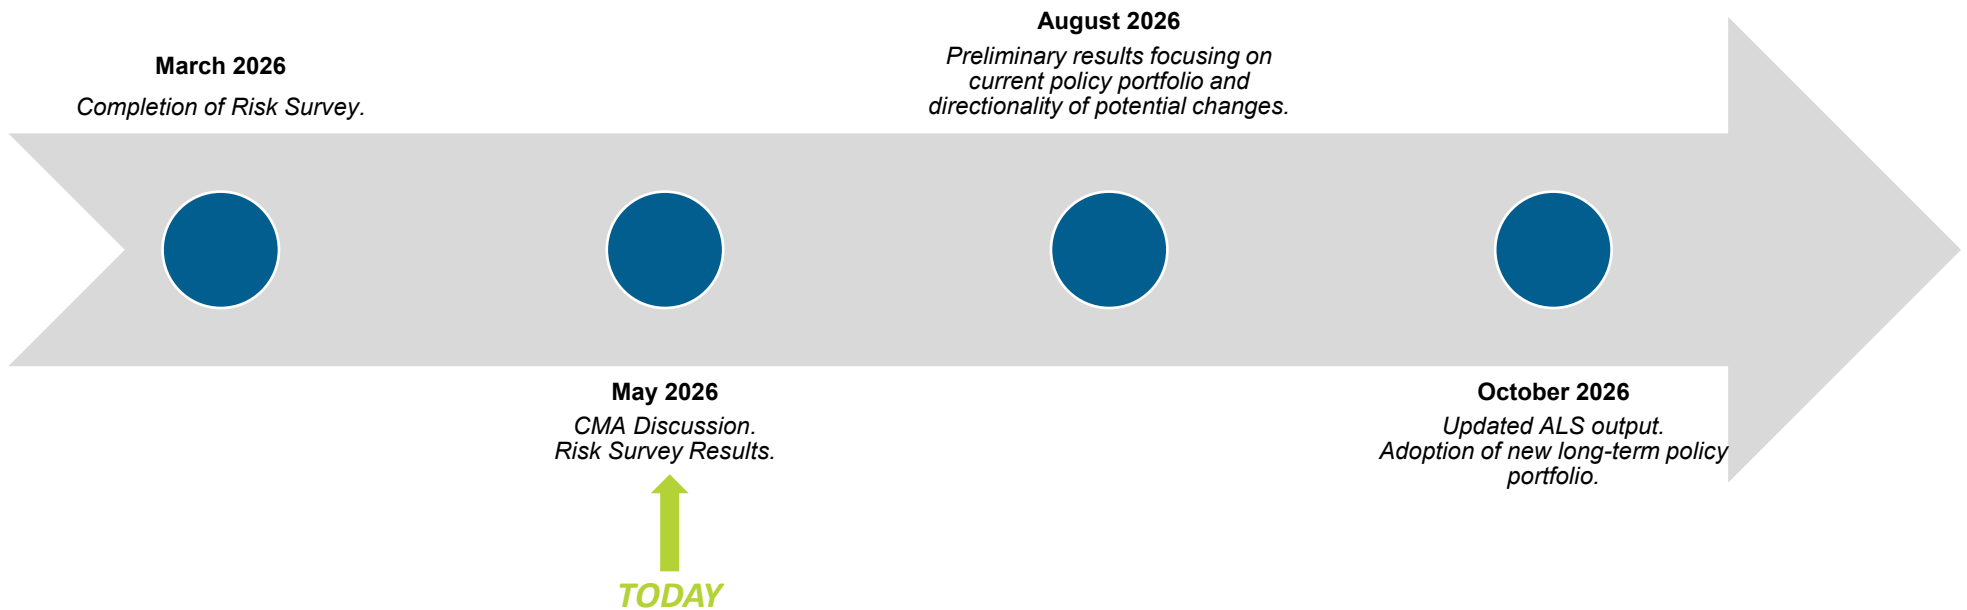 March 2026
Completion of Risk Survey.
May 2026
CMA Discussion.
Risk Survey Results.
TODAY
August 2026
Preliminary results focusing on
current policy portfolio and
directionality of potential changes.
October 2026
Updated ALS output.
Adoption of new long-term policy
portfolio.